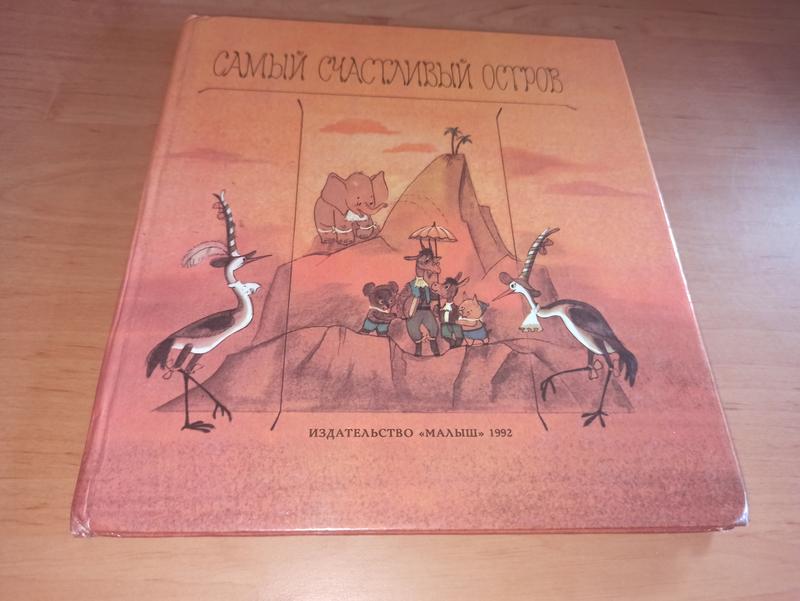 САМЫЙ СЧАСТЛИВЫЙ ОСТРОВ
ИЗДАТЕЛЬСТВО «МАЛЫШ» 1992